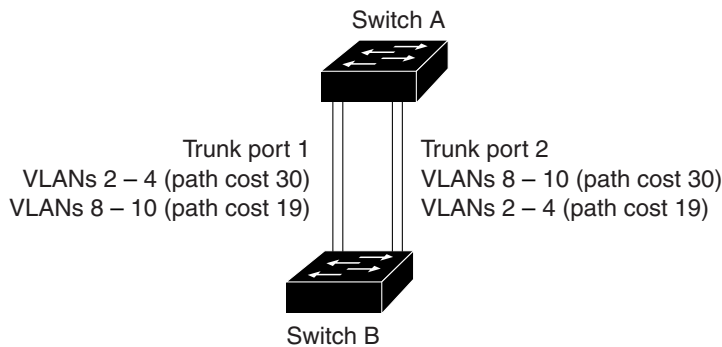 Switch A
Trunk port 1
VLANs 2 – 4 (path cost 30)
VLANs 8 – 10 (path cost 19)
Trunk port 2
VLANs 8 – 10 (path cost 30)
VLANs 2 – 4 (path cost 19)
Switch B